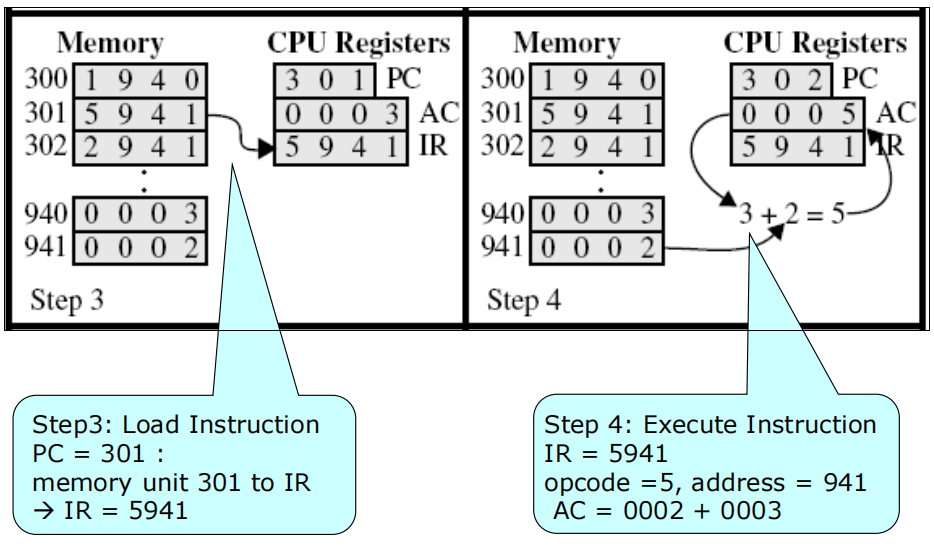 Memory
CPU Registers
300 1 9 4 0
3 0 1 PC
301 5 9 4 1
0 0 0 3 AC
302 2 9 4 1
5 9 4 1 IR
940 0 0 0 3
941 0 0 0 2
Step 3
Memory
CPU Registers
300 1 9 4 0
3 0 2 PC
301 5 9 4 1
0 0 0 5 AC
302 2 9 4 1
5 9 4 1 IR
940 0 0 0 3
3 + 2 = 5
941 0 0 0 2
Step 4
Step3: Load Instruction
PC = 301 :
memory unit 301 to IR
→ IR = 5941
Step 4: Execute Instruction
IR = 5941
opcode =5, address = 941
AC = 0002 + 0003